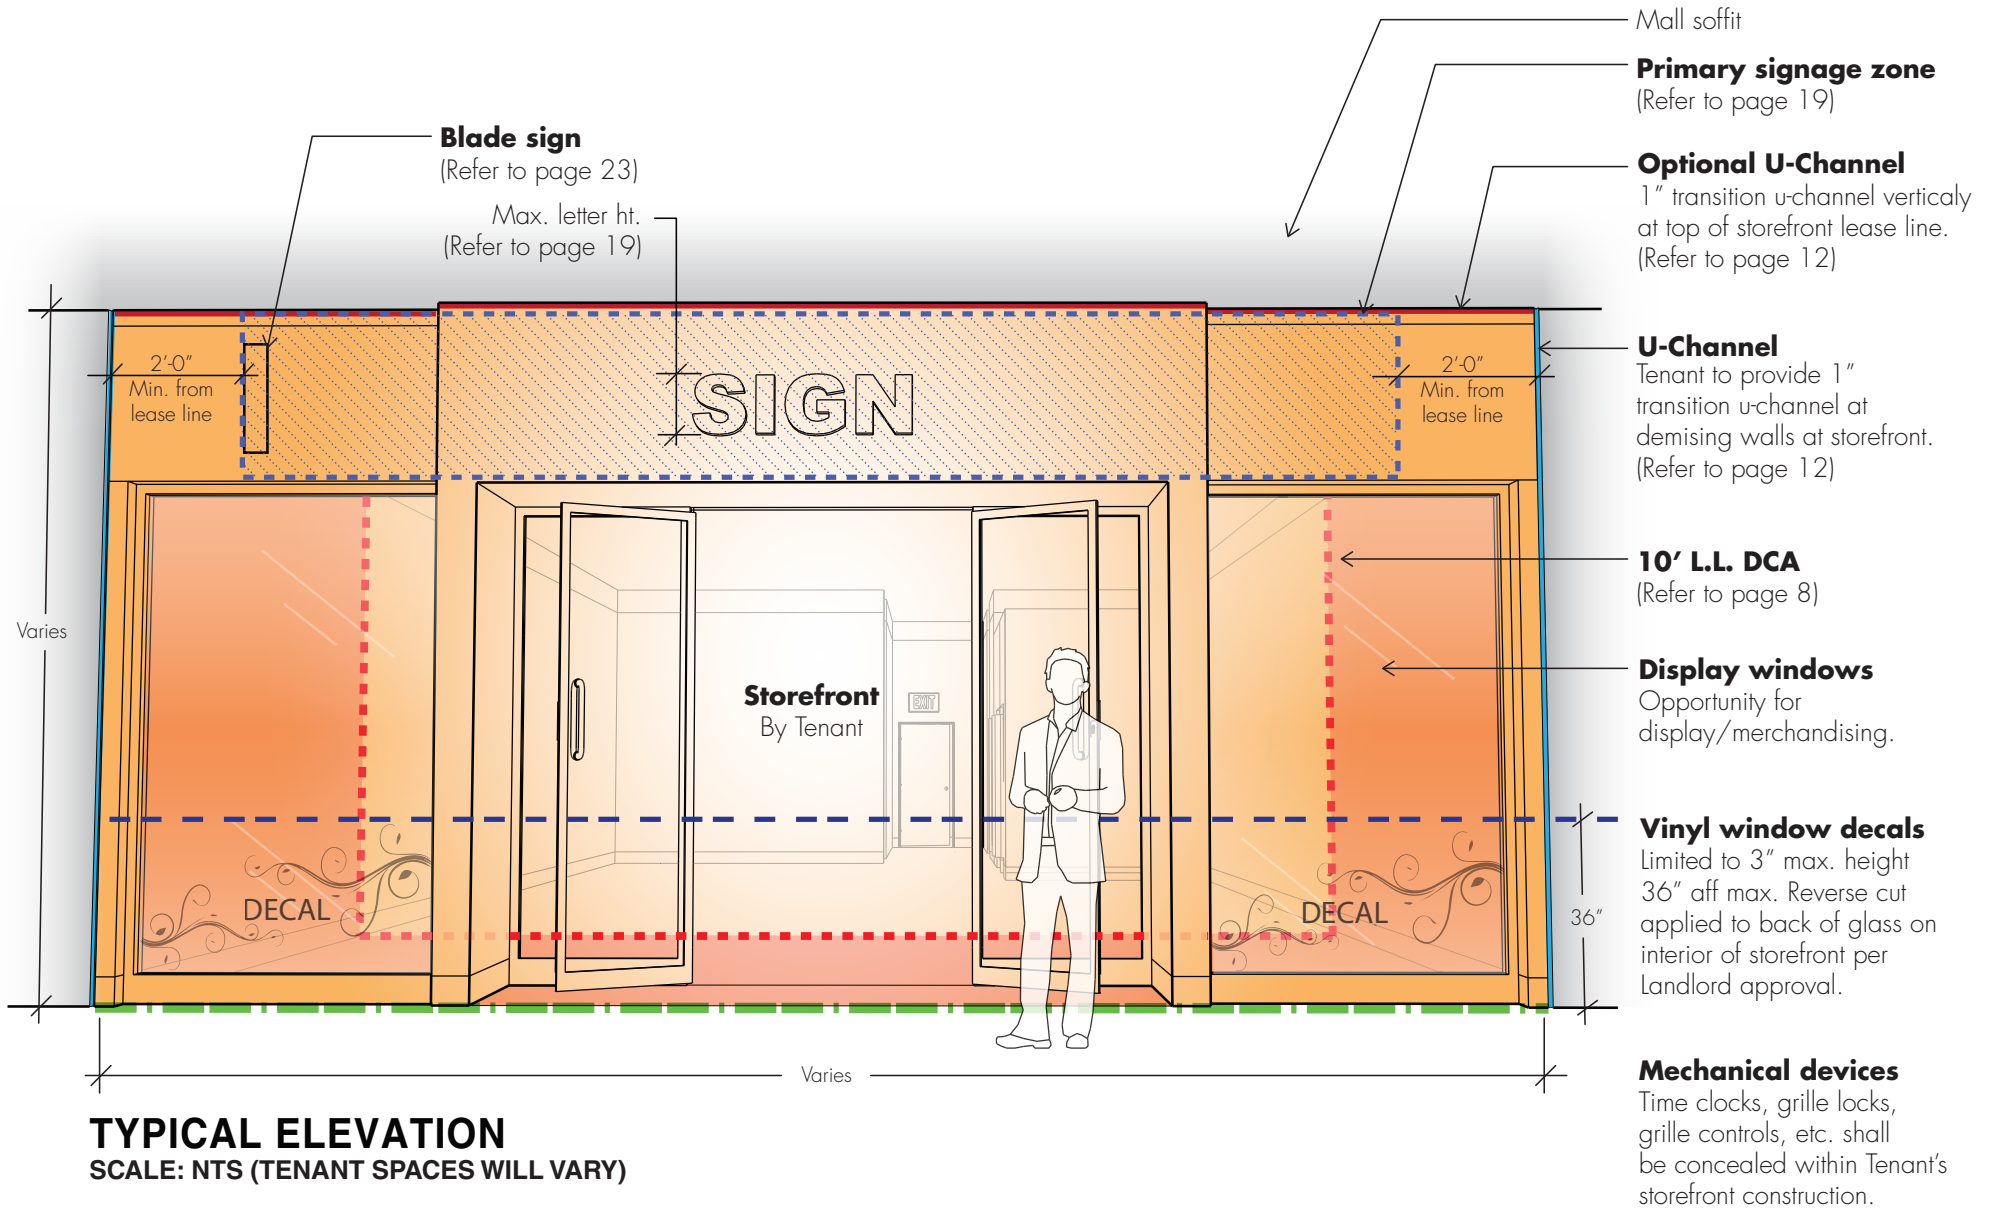 Mall soffit
Primary signage zone
(Refer to page 19)
Blade sign
(Refer to page 23)
Max. letter ht.
(Refer to page 19)
Optional U-Channel
1” transition u-channel verticaly
at top of storefront lease line.
(Refer to page 12)
2’-0”
Min. from
lease line
SIGN
2’-0”
Min. from
lease line
U-Channel
Tenant to provide 1”
transition u-channel at
demising walls at storefront.
(Refer to page 12)
10’ L.L. DCA
(Refer to page 8)
Varies
Storefront
By Tenant
EXIT
Display windows
Opportunity for
display/merchandising.
DECAL
DECAL
36”
Vinyl window decals
Limited to 3” max. height
36” aff max. Reverse cut
applied to back of glass on
interior of storefront per
Landlord approval.
Varies
Mechanical devices
Time clocks, grille locks,
grille controls, etc. shall
be concealed within Tenant’s
storefront construction.
TYPICAL ELEVATION
SCALE: NTS (TENANT SPACES WILL VARY)